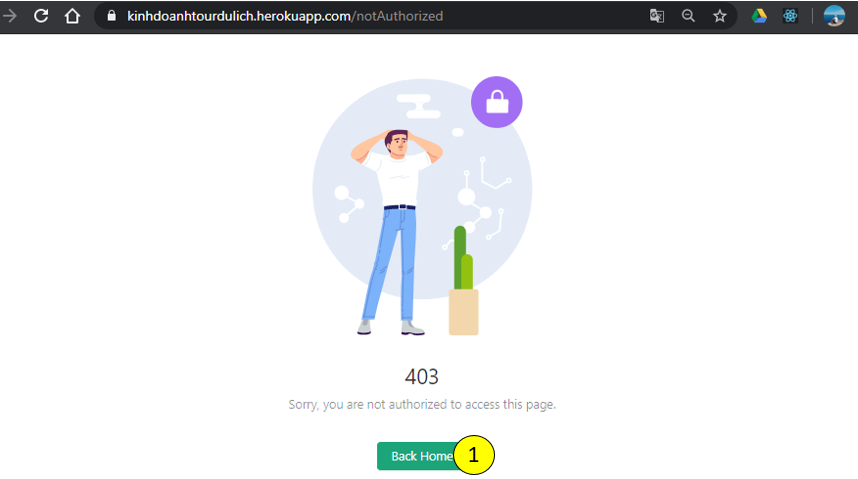 kinhdoanhtourdulich.herokuapp.com/notAuthorized
403
Sorry, you are not authorized to access this page.
Back Home
1